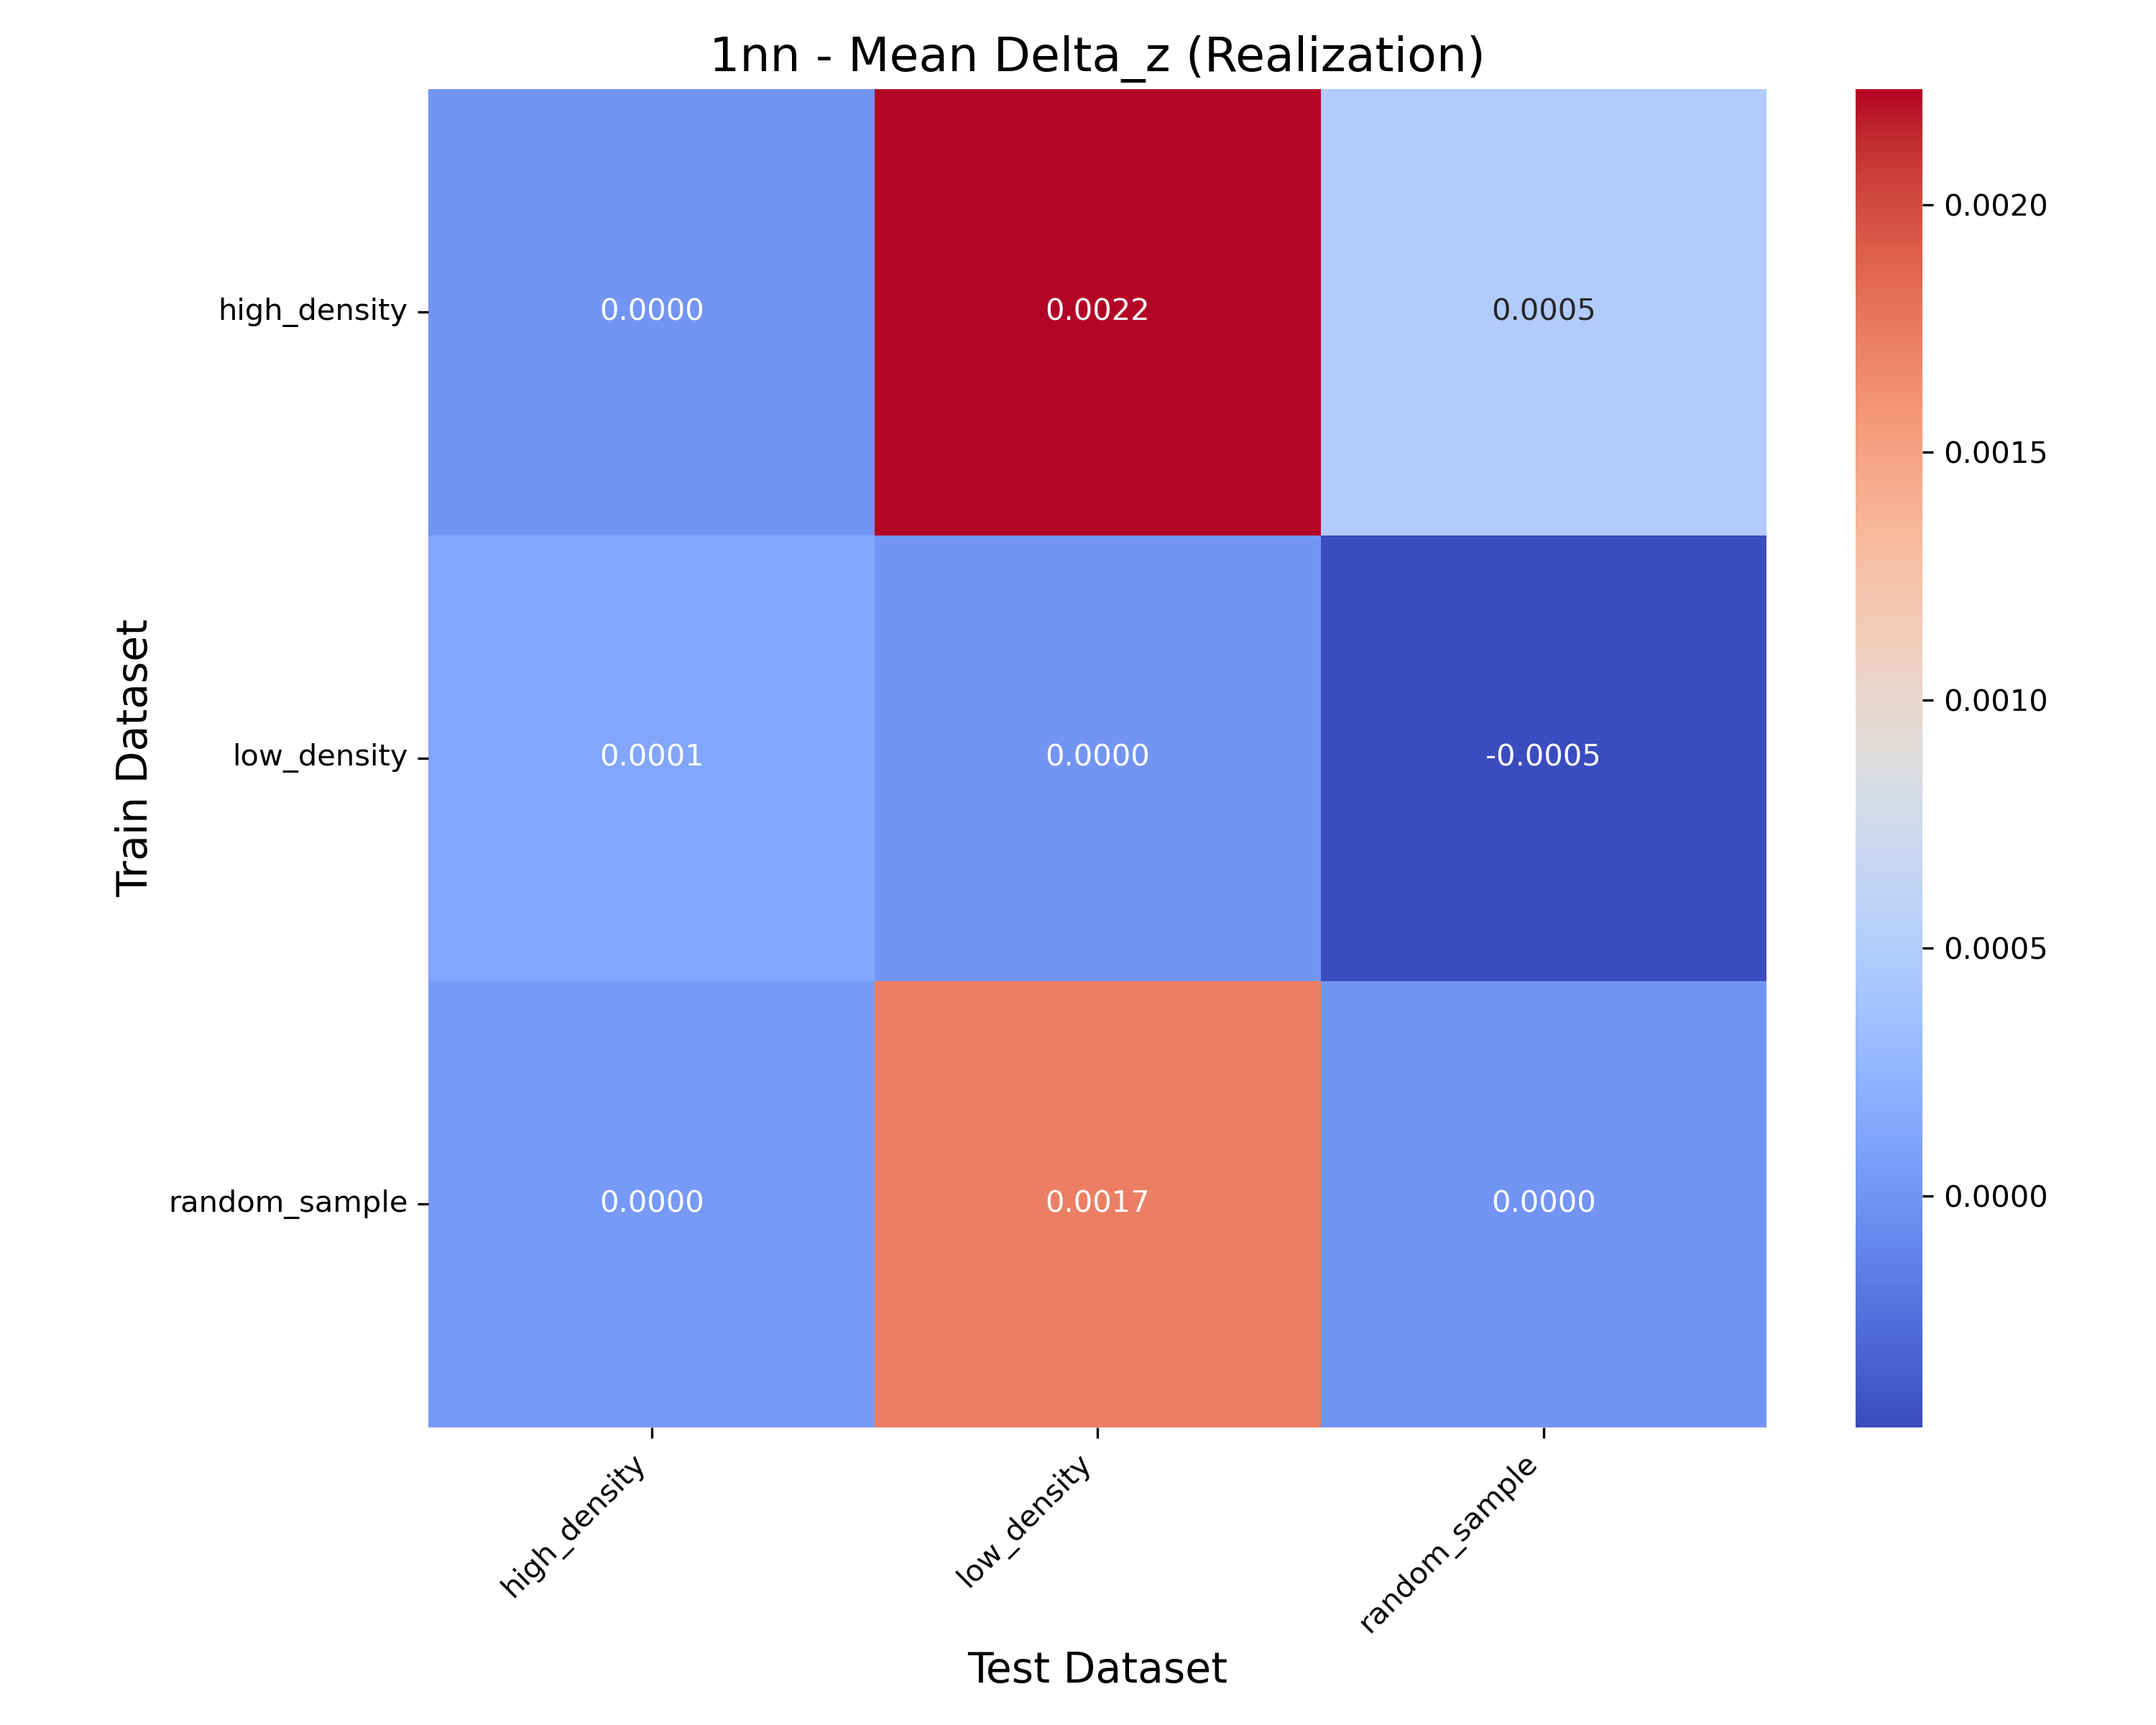 1nn - Mean Delta_z (Realization)
Train Dataset
high_density
low_density
random_sample
0.0000 0.0022 0.0005
0.0001 0.0000 -0.0005
0.0000 0.0017 0.0000
high_density
low_density
random_sample
Test Dataset
0.0020
0.0015
0.0010
0.0005
0.0000